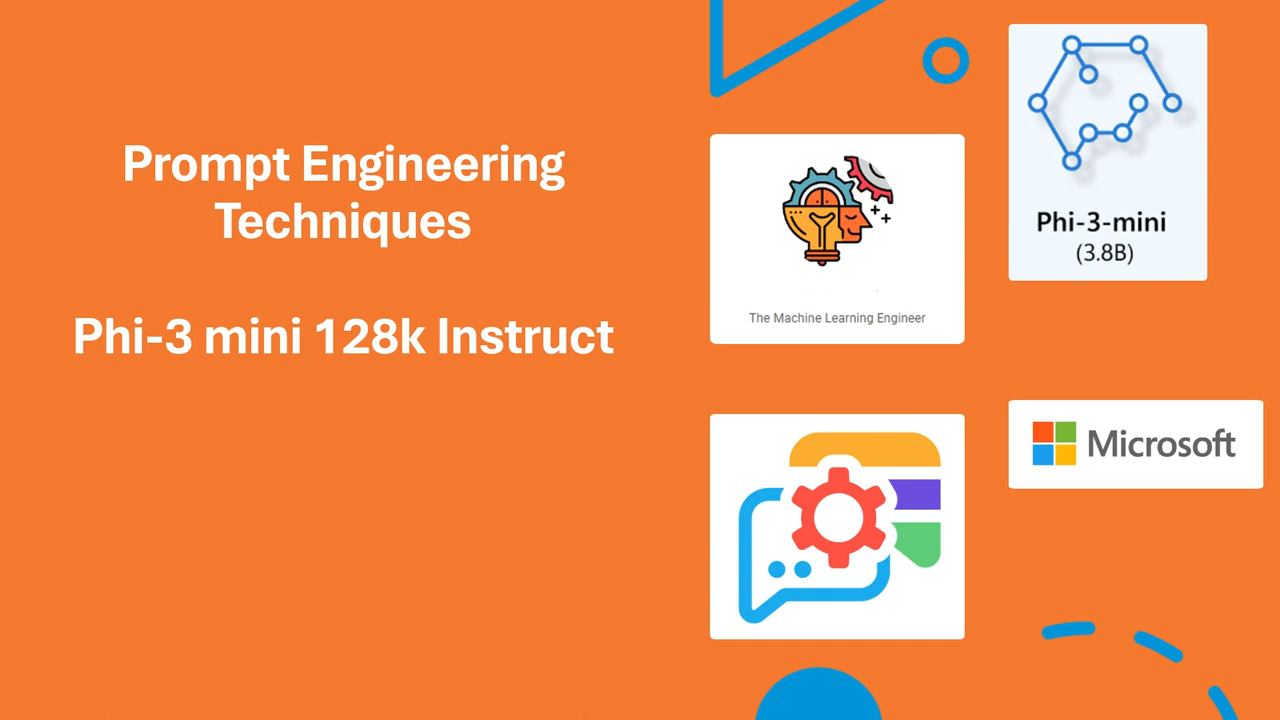 Prompt Engineering
Techniques
Phi-3 mini 128k Instruct
The Machine Learning Engineer
Phi-3-mini
(3.8B)
Microsoft